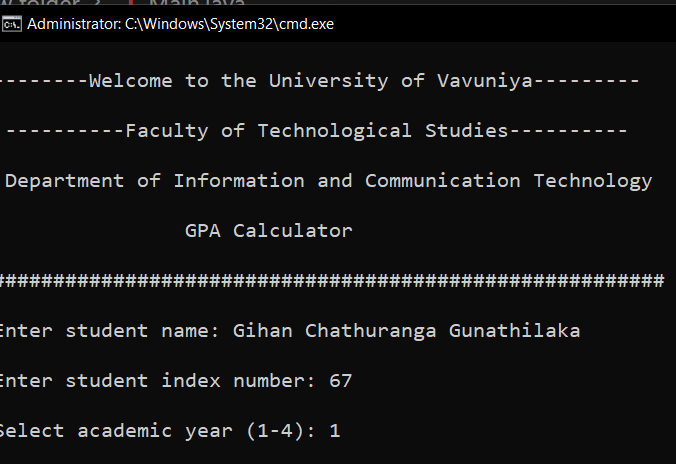 Main.java
Administrator: C:\Windows\System32\cmd.exe
--------Welcome to the University of Vavuniya---------
----------Faculty of Technological Studies----------
Department of Information and Communication Technology
GPA Calculator
########################################################
Enter student name: Gihan Chathuranga Gunathilaka
Enter student index number: 67
Select academic year (1-4): 1